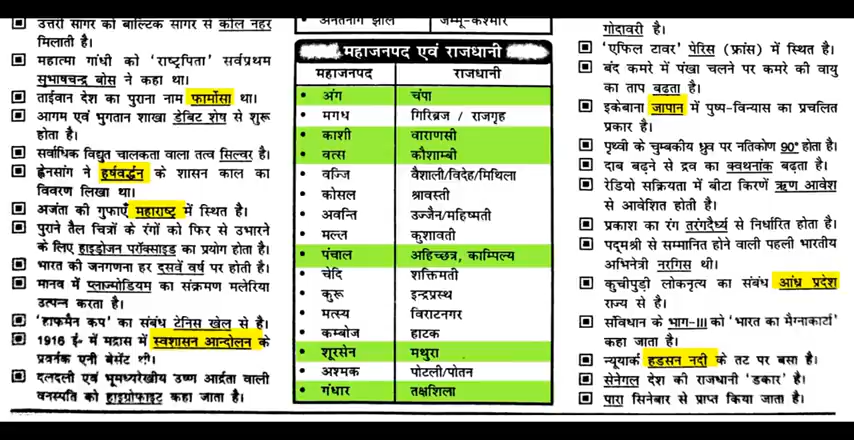 उत्तरी सागर को बाल्टिक सागर से कील नहर
मिलाती है।
महात्मा गांधी को 'राष्ट्रपिता' सर्वप्रथम
सुभाषचन्द्र बोस ने कहा था।
ताईवान देश का पुराना नाम फार्मोसा था।
आगम एवं भुगतान शाखा डेबिट शेष से शुरू
होता है।
सर्वाधिक विद्युत चालकता वाला तत्व सिल्वर है।
ह्वेनसांग ने हर्षवर्द्धन के शासन काल का
विवरण लिखा था।
अजंता की गुफाएँ महाराष्ट्र में स्थित है।
पुराने तैल चित्रों के रंगों को फिर से उभारने
के लिए हाइड्रोजन परॉक्साइड का प्रयोग होता है।
भारत की जनगणना हर दसवें वर्ष पर होती है।
मानव में प्लाज्मोडियम का संक्रमण मलेरिया
उत्पन्न करता है।
'हाफमैन कप' का संबंध टेनिस खेल से है।
1916 ई॰ में मद्रास में स्वशासन आन्दोलन के
प्रवर्नक एनी बेसेंट थी।
दलदली एवं भूमध्यरेखीय उष्ण आर्द्रता वाली
वनस्पति को हाइग्रोफाइट कहा जाता है।
अनंतनाग झील जम्मू-कश्मीर
महाजनपद एवं राजधानी
महाजनपद राजधानी
• अंग चंपा
• मगध गिरिब्रज / राजगृह
• काशी वाराणसी
• वत्स कौशाम्बी
• वज्जि वैशाली/विदेह/मिथिला
• कोसल श्रावस्ती
• अवन्ति उज्जैन/महिष्मती
• मल्ल कुशावती
• पंचाल अहिच्छत्र, काम्पिल्य
• चेदि शक्तिमती
• कुरू इन्द्रप्रस्थ
• मत्स्य विराटनगर
• कम्बोज हाटक
• शूरसेन मथुरा
• अश्मक पोटली/पोतन
• गंधार तक्षशिला
गोदावरी है।
'एफिल टावर' पेरिस (फ्रांस) में स्थित है।
बंद कमरे में पंखा चलने पर कमरे की वायु
का ताप बढ़ता है।
इकेबाना जापान में पुष्प-विन्यास का प्रचलित
प्रकार है।
पृथ्वी के चुम्बकीय ध्रुव पर नतिकोण 90° होता है।
दाब बढ़ने से द्रव का क्वथनांक बढ़ता है।
रेडियो सक्रियता में बीटा किरणें ऋण आवेश
से आवेशित होती है।
प्रकाश का रंग तरंगदैर्ध्य से निर्धारित होता है।
पद्मश्री से सम्मानित होने वाली पहली भारतीय
अभिनेत्री नरगिस थी।
कुचीपुड़ी लोकनृत्य का संबंध आंध्र प्रदेश
राज्य से है।
संविधान के भाग-III को 'भारत का मैग्नाकार्टा'
कहा जाता है।
न्यूयार्क हडसन नदी के तट पर बसा है।
सेनेगल देश की राजधानी 'डकार' है।
पारा सिनेबार से प्राप्त किया जाता है।